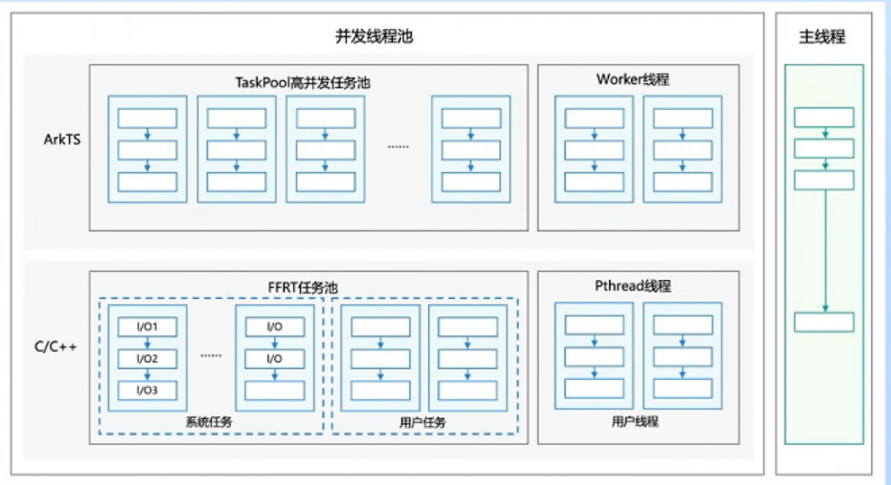 并发线程池
主线程
TaskPool高并发任务池
Worker线程
ArkTS
......
FFRT任务池
Pthread线程
C/C++
I/O1
I/O2
I/O3
......
I/O
I/O
系统任务
用户任务
用户线程